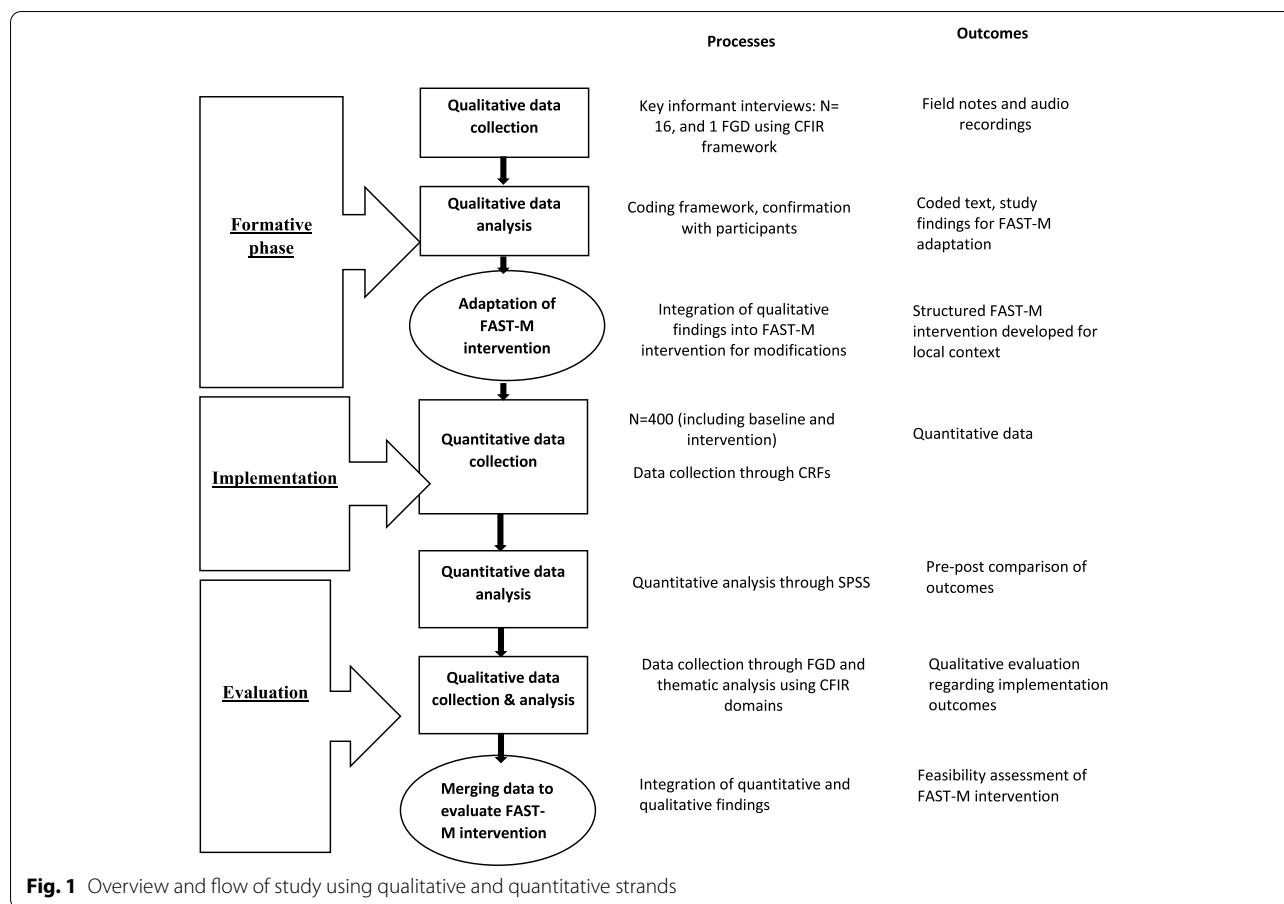 Processes
Outcomes
Qualitative data
collection
Key informant interviews: N=
16, and 1 FGD using CFIR
framework
Field notes and audio
recordings
Formative
phase
Qualitative data
analysis
Coding framework, confirmation
with participants
Coded text, study
findings for FAST-M
adaptation
Adaptation of
FAST-M
intervention
Integration of qualitative
findings into FAST-M
intervention for modifications
Structured FAST-M
intervention developed for
local context
Implementation
Quantitative data
collection
N=400 (including baseline and
intervention)
Data collection through CRFs
Quantitative data
Quantitative data
analysis
Quantitative analysis through SPSS
Pre-post comparison of
outcomes
Evaluation
Qualitative data
collection & analysis
Data collection through FGD and
thematic analysis using CFIR
domains
Qualitative evaluation
regarding implementation
outcomes
Merging data to
evaluate FAST-
M intervention
Integration of quantitative and
qualitative findings
Feasibility assessment of
FAST-M intervention
Fig. 1 Overview and flow of study using qualitative and quantitative strands